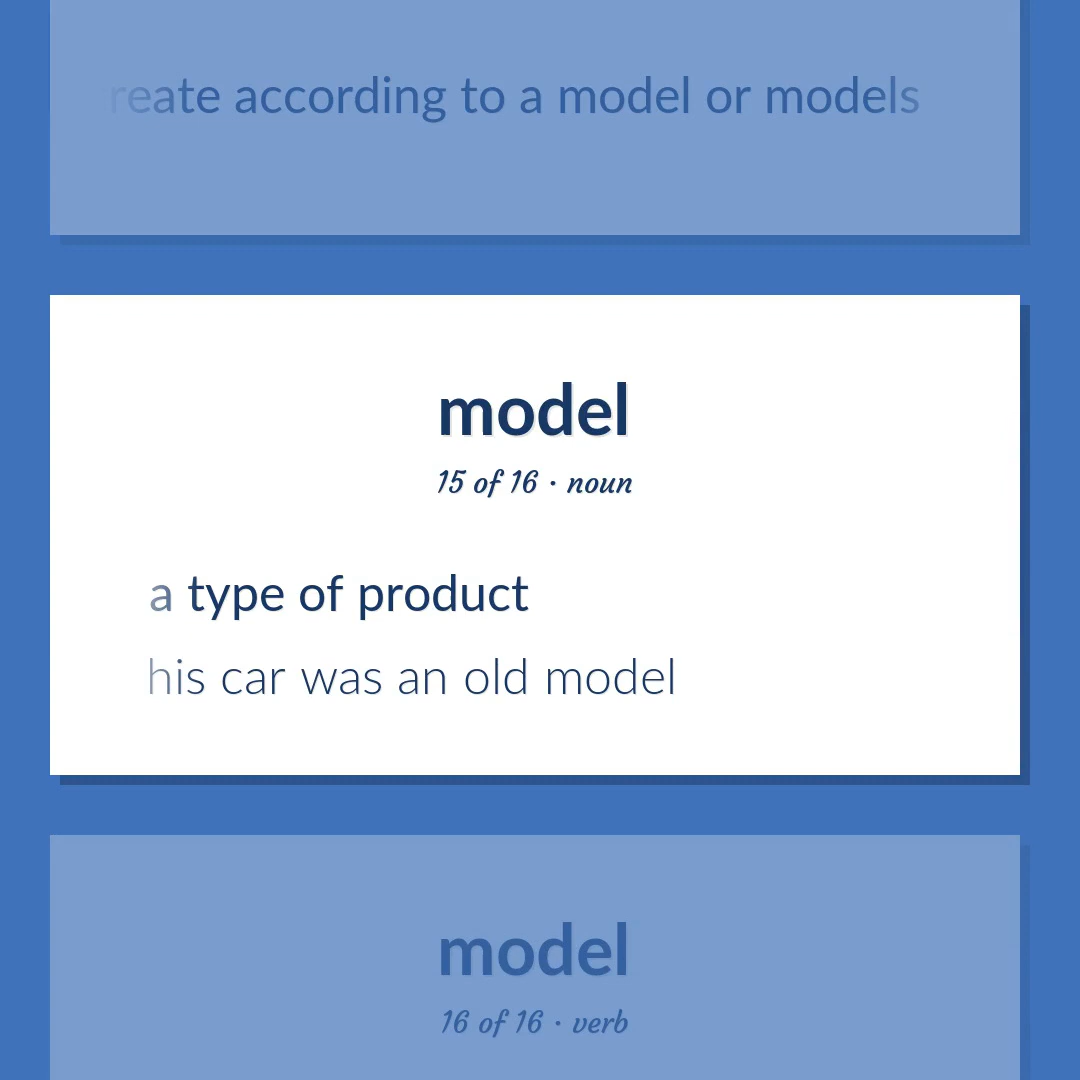 create according to a model or models
model
15 of 16 · noun
a type of product
his car was an old model
model
16 of 16 · verb